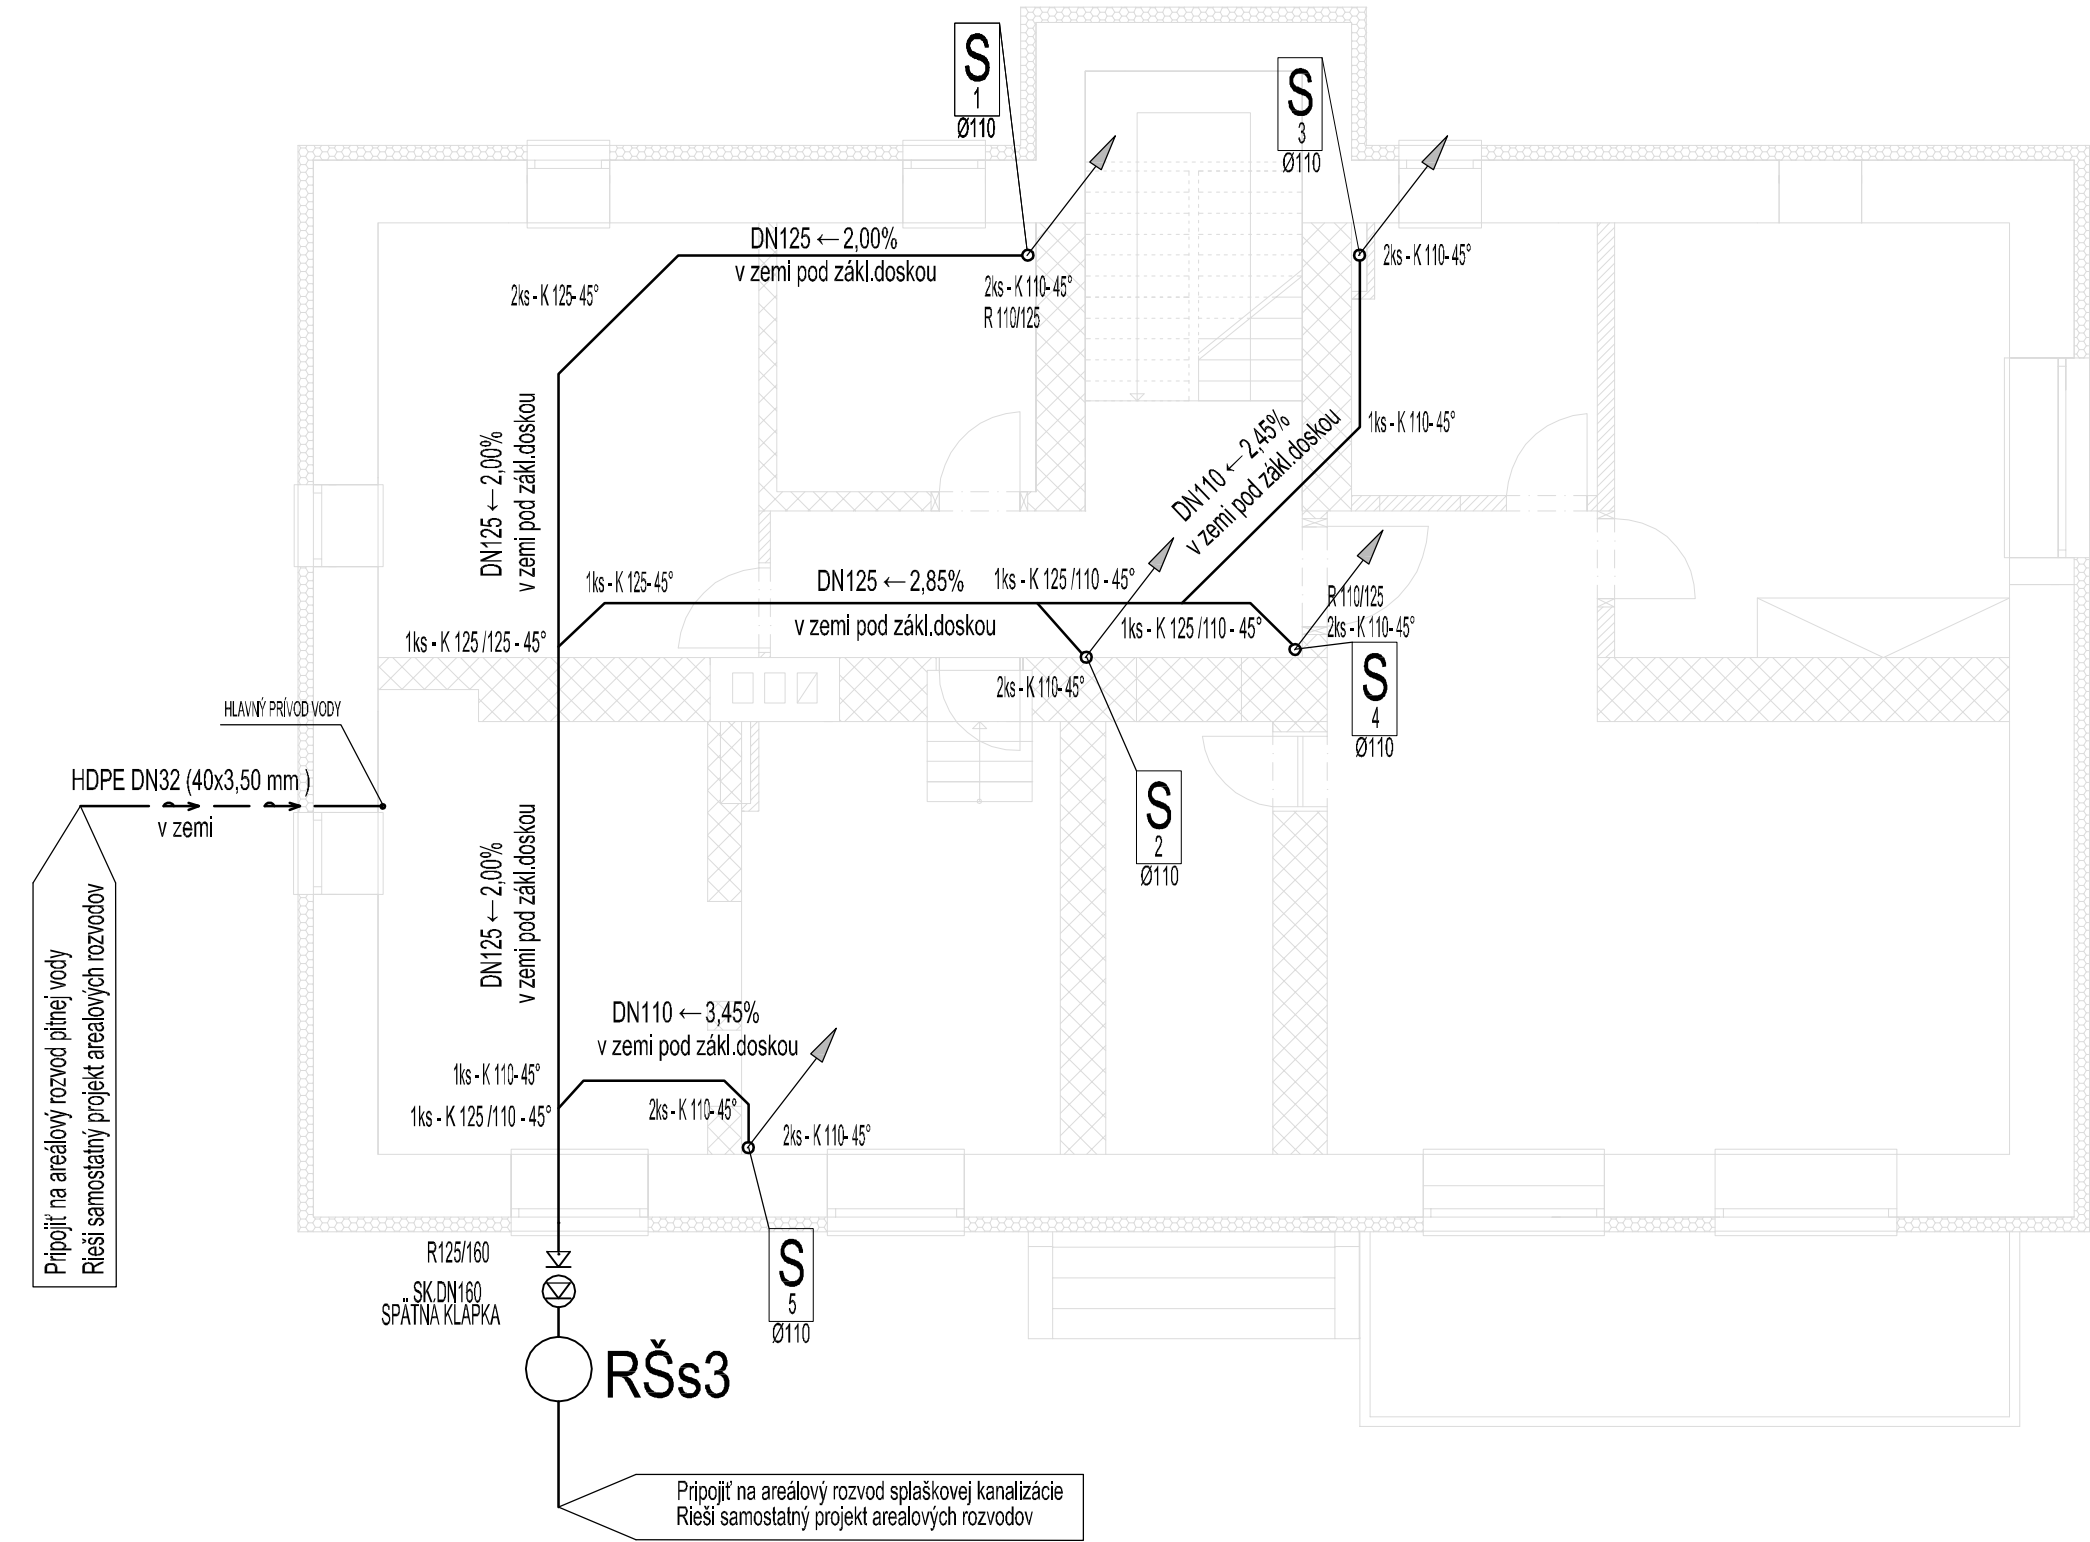 S
1
Ø110
S
3
Ø110
DN125 ← 2,00%
v zemi pod zákl.doskou
2ks - K 110- 45°
R 110/125
2ks - K 110- 45°
2ks - K 125- 45°
DN125 ← 2,00%
v zemi pod zákl.doskou
1ks - K 110- 45°
DN110 ← 2,45%
v zemi pod zákl.doskou
1ks - K 125- 45°
DN125 ← 2,85%
v zemi pod zákl.doskou
1ks - K 125 /110 - 45°
1ks - K 125 /110 - 45°
R 110/125
2ks - K 110- 45°
S
4
Ø110
1ks - K 125 /125 - 45°
2ks - K 110- 45°
S
2
Ø110
HLAVNÝ PRÍVOD VODY
HDPE DN32 (40x3,50 mm )
v zemi
Pripojiť na areálový rozvod pitnej vody
Rieši samostatný projekt arealových rozvodov
DN125 ← 2,00%
v zemi pod zákl.doskou
DN110 ← 3,45%
v zemi pod zákl.doskou
1ks - K 110- 45°
1ks - K 125 /110 - 45°
2ks - K 110- 45°
2ks - K 110- 45°
S
5
Ø110
R125/160
SK.DN160
SPÄTNÁ KLAPKA
RŠs3
Pripojiť na areálový rozvod splaškovej kanalizácie
Rieši samostatný projekt arealových rozvodov